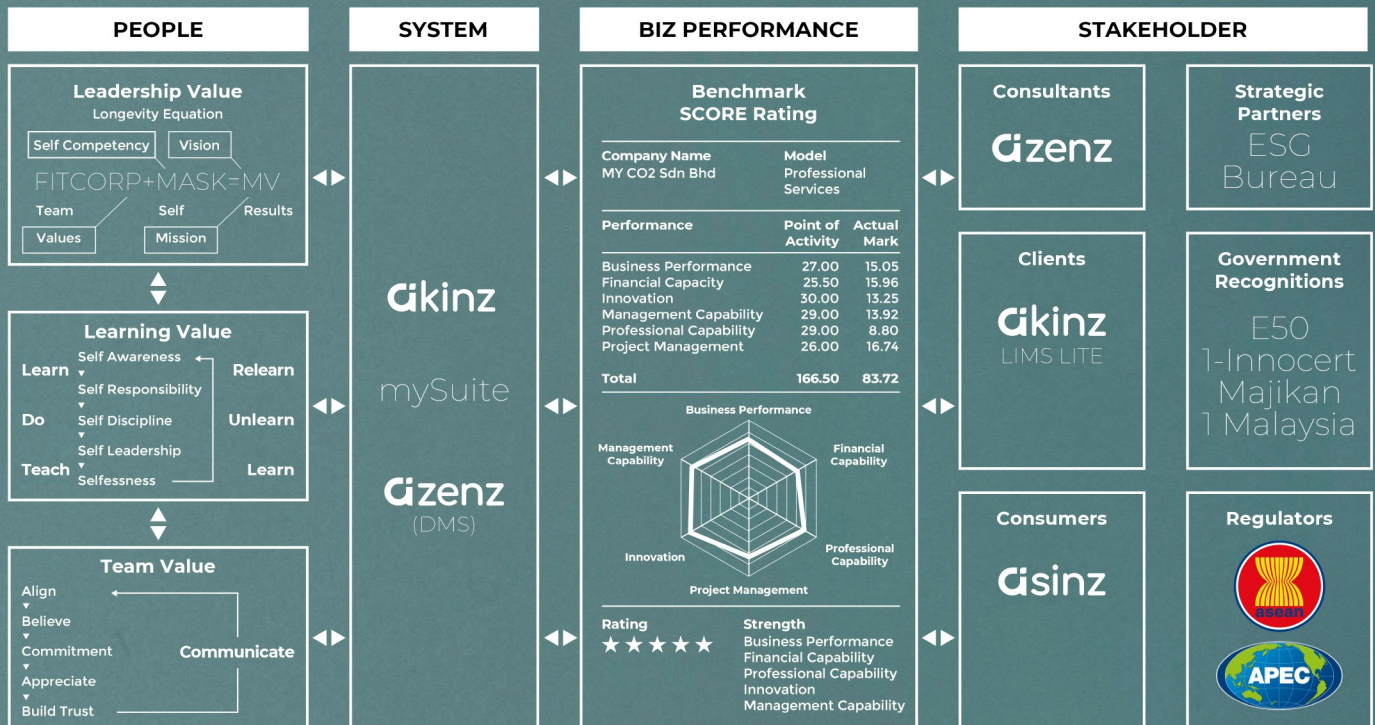 PEOPLE
Leadership Value
Longevity Equation
Self Competency Vision
FITCORP+MASK=MV
Team Self Results
Values Mission
Learning Value
Self Awareness
Learn Relearn
Self Responsibility
Do Self Discipline Unlearn
Self Leadership
Teach Learn
Selfessness
Team Value
Align
Believe
Commitment Communicate
Appreciate
Build Trust
SYSTEM
aikinz
mySuite
aizenz
(DMS)
BIZ PERFORMANCE
Benchmark
SCORE Rating
Company Name Model
MY CO2 Sdn Bhd Professional
Services
Performance Point of Actual
Activity Mark
Business Performance 27.00 15.05
Financial Capacity 25.50 15.96
Innovation 30.00 13.25
Management Capability 29.00 13.92
Professional Capability 29.00 8.80
Project Management 26.00 16.74
Total 166.50 83.72
Business Performance
Management Financial
Capability Capability
Innovation Professional
Capability
Project Management
Rating Strength
★★★★★ Business Performance
Financial Capability
Professional Capability
Innovation
Management Capability
STAKEHOLDER
Consultants
aizenz
Strategic
Partners
ESG
Bureau
Clients
aikinz
LIMS LITE
Government
Recognitions
E50
1-Innocert
Majikan
1 Malaysia
Consumers
aisinz
Regulators
asean
APEC